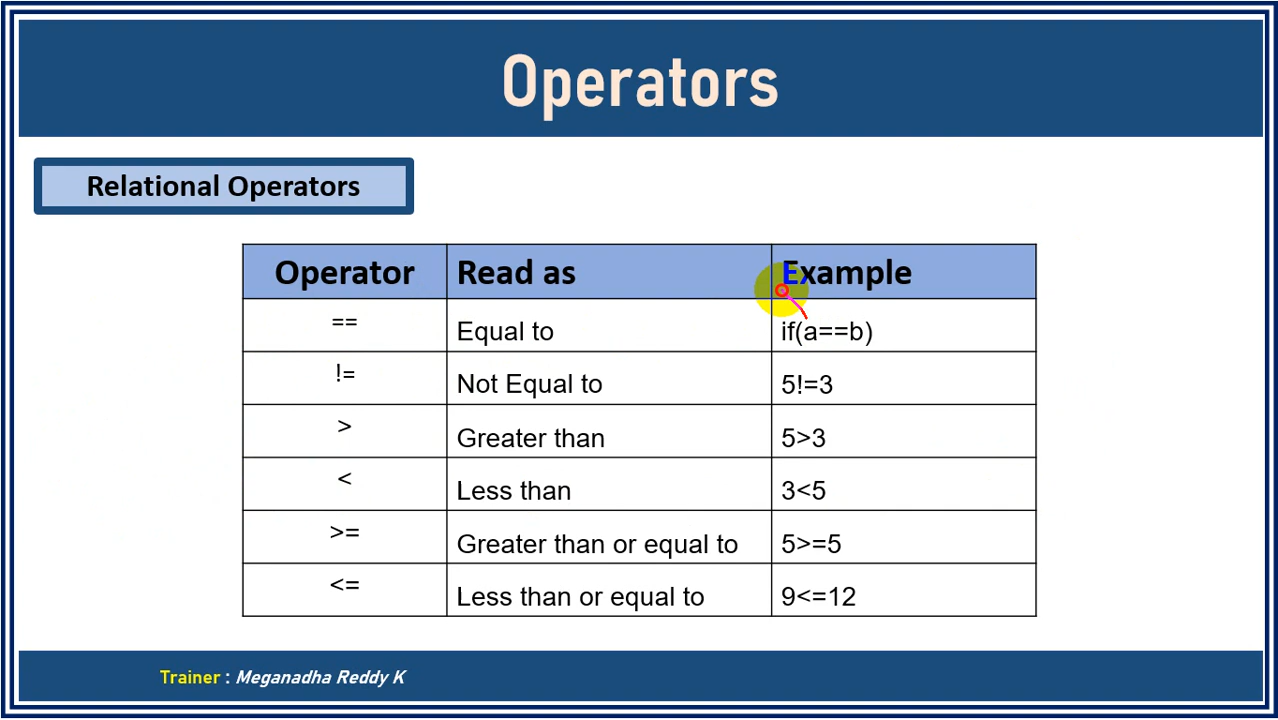 Operators
Relational Operators
Operator Read as Example
== Equal to if(a==b)
!= Not Equal to 5!=3
> Greater than 5>3
< Less than 3<5
>= Greater than or equal to 5>=5
<= Less than or equal to 9<=12
Trainer : Meganadha Reddy K